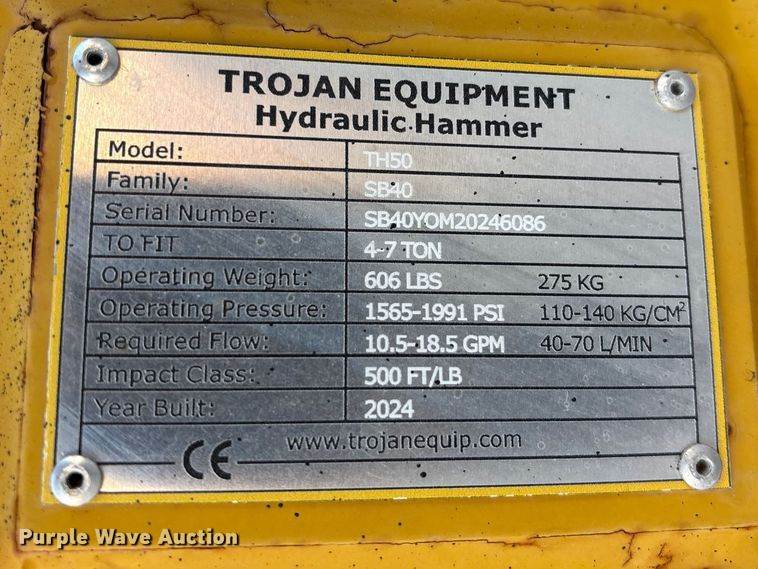 TROJAN EQUIPMENT
Hydraulic Hammer
Model: TH50
Family: SB40
Serial Number: SB40YOM20246086
TO FIT 4-7 TON
Operating Weight: 606 LBS 275 KG
Operating Pressure: 1565-1991 PSI 110-140 KG/CM²
Required Flow: 10.5-18.5 GPM 40-70 L/MIN
Impact Class: 500 FT/LB
Year Built: 2024
CE www.trojanequip.com
Purple Wave Auction